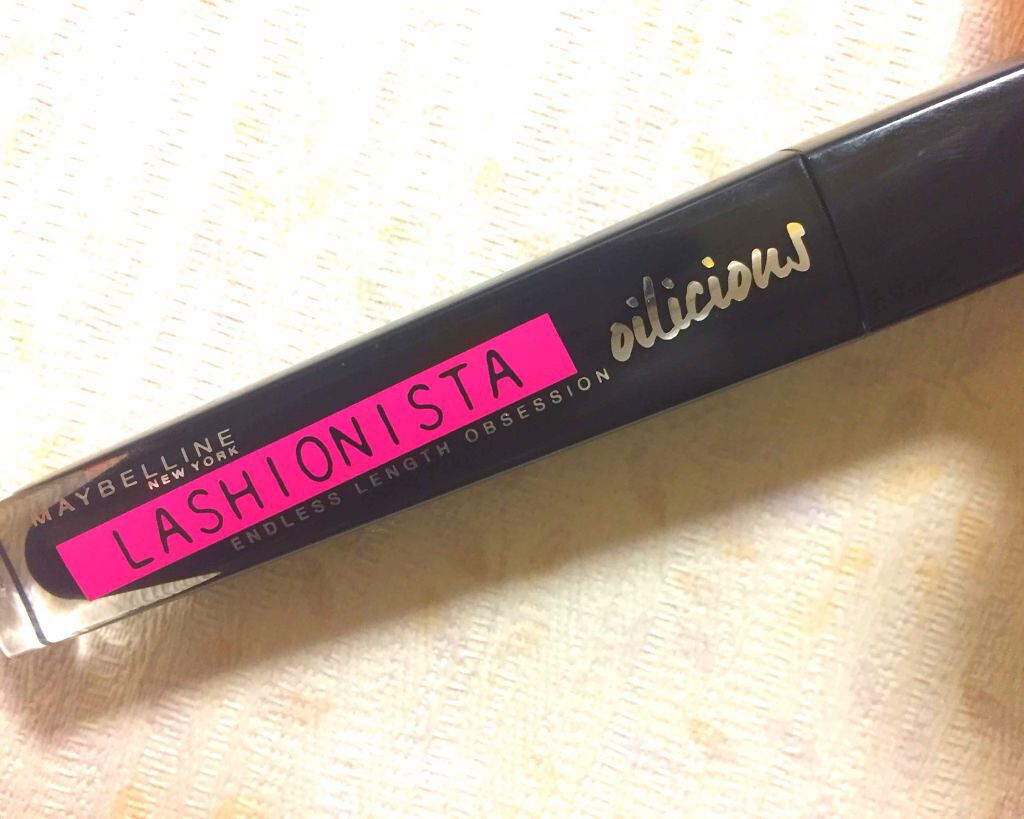 MAYBELLINE
NEW YORK
LASHIONISTA
ENDLESS LENGTH OBSESSION
oilicious